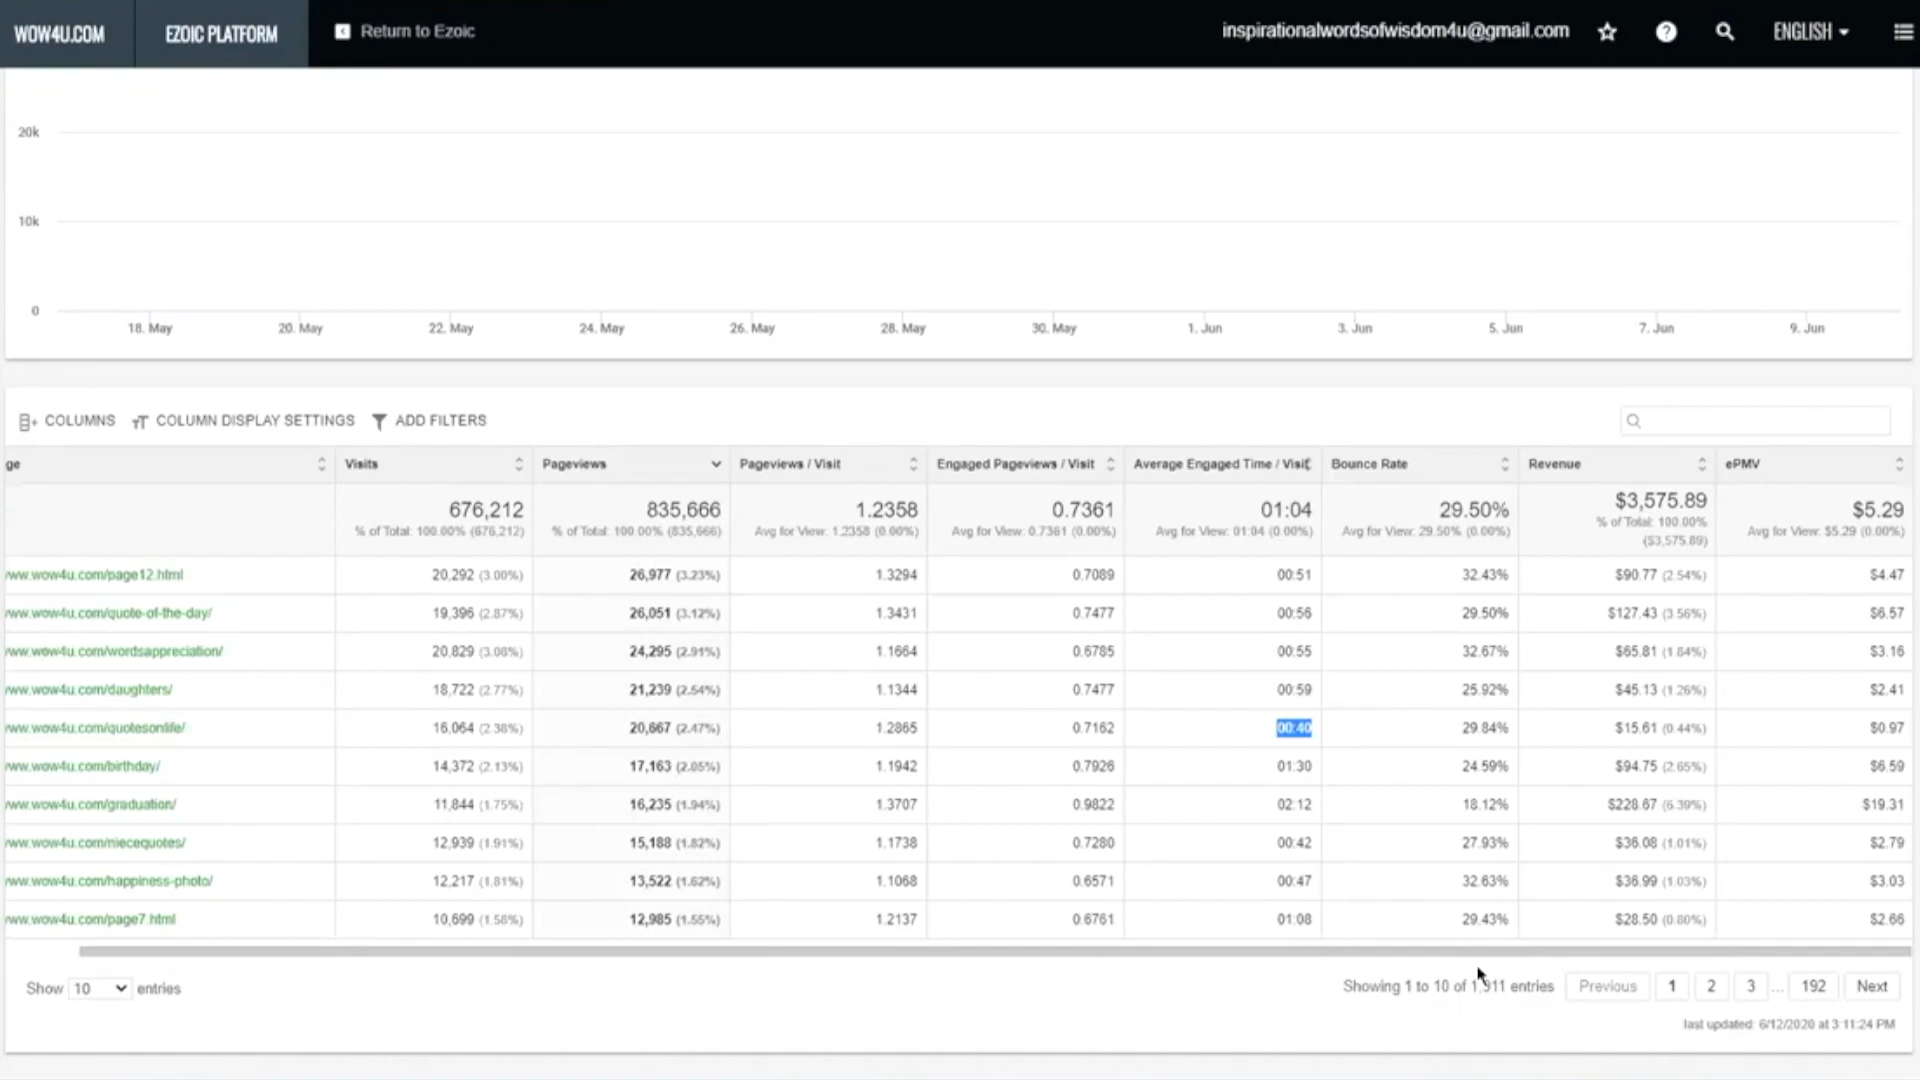 WOW4U.COM EZOIC PLATFORM Return to Ezoic inspirationalwordsofwisdom4u@gmail.com ENGLISH
20k
10k
0
18. May 20. May 22. May 24. May 26. May 28. May 30. May 1. Jun 3. Jun 5. Jun 7. Jun 9. Jun
COLUMNS COLUMN DISPLAY SETTINGS ADD FILTERS
ge Visits Pageviews Pageviews / Visit Engaged Pageviews / Visit Average Engaged Time / Visit Bounce Rate Revenue ePMV
676,212 835,666 1.2358 0.7361 01:04 29.50% $3,575.89 $5.29
% of Total: 100.00% (676,212) % of Total: 100.00% (835,666) Avg for View: 1.2358 (0.00%) Avg for View: 0.7361 (0.00%) Avg for View: 01:04 (0.00%) Avg for View: 29.50% (0.00%) % of Total: 100.00% ($3,575.89) Avg for View: $5.29 (0.00%)
www.wow4u.com/page12.html 20,292 (3.00%) 26,977 (3.23%) 1.3294 0.7089 00:51 32.43% $90.77 (2.54%) $4.47
www.wow4u.com/quote-of-the-day/ 19,396 (2.87%) 26,051 (3.12%) 1.3431 0.7477 00:56 29.50% $127.43 (3.56%) $6.57
www.wow4u.com/wordsappreciation/ 20,829 (3.08%) 24,295 (2.91%) 1.1664 0.6785 00:55 32.67% $65.81 (1.84%) $3.16
www.wow4u.com/daughters/ 18,722 (2.77%) 21,239 (2.54%) 1.1344 0.7477 00:59 25.92% $45.13 (1.26%) $2.41
www.wow4u.com/quotesonlife/ 16,064 (2.38%) 20,667 (2.47%) 1.2865 0.7162 00:40 29.84% $15.61 (0.44%) $0.97
www.wow4u.com/birthday/ 14,372 (2.13%) 17,163 (2.05%) 1.1942 0.7926 01:30 24.59% $94.75 (2.65%) $6.59
www.wow4u.com/graduation/ 11,844 (1.75%) 16,235 (1.94%) 1.3707 0.9822 02:12 18.12% $228.67 (6.39%) $19.31
www.wow4u.com/niecequotes/ 12,939 (1.91%) 15,188 (1.82%) 1.1738 0.7280 00:42 27.93% $36.08 (1.01%) $2.79
www.wow4u.com/happiness-photo/ 12,217 (1.81%) 13,522 (1.62%) 1.1068 0.6571 00:47 32.63% $36.99 (1.03%) $3.03
www.wow4u.com/page7.html 10,699 (1.58%) 12,985 (1.55%) 1.2137 0.6761 01:08 29.43% $28.50 (0.80%) $2.66
Show 10 entries Showing 1 to 10 of 1,911 entries Previous 1 2 3 ... 192 Next
last updated: 6/12/2020 at 3:11:24 PM